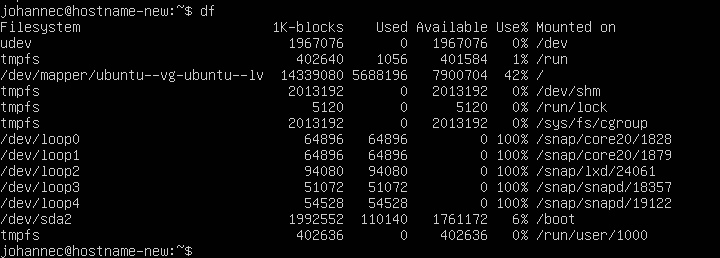 johannec@hostname-new:~$ df
Filesystem                        1K-blocks    Used Available Use% Mounted on
udev                                1967076       0   1967076   0% /dev
tmpfs                                402640    1056    401584   1% /run
/dev/mapper/ubuntu--vg-ubuntu--lv  14339080 5688196   7900704  42% /
tmpfs                               2013192       0   2013192   0% /dev/shm
tmpfs                                  5120       0      5120   0% /run/lock
tmpfs                               2013192       0   2013192   0% /sys/fs/cgroup
/dev/loop0                            64896   64896         0 100% /snap/core20/1828
/dev/loop1                            64896   64896         0 100% /snap/core20/1879
/dev/loop2                            94080   94080         0 100% /snap/lxd/24061
/dev/loop3                            51072   51072         0 100% /snap/snapd/18357
/dev/loop4                            54528   54528         0 100% /snap/snapd/19122
/dev/sda2                           1992552  110140   1761172   6% /boot
tmpfs                                402636       0    402636   0% /run/user/1000
johannec@hostname-new:~$